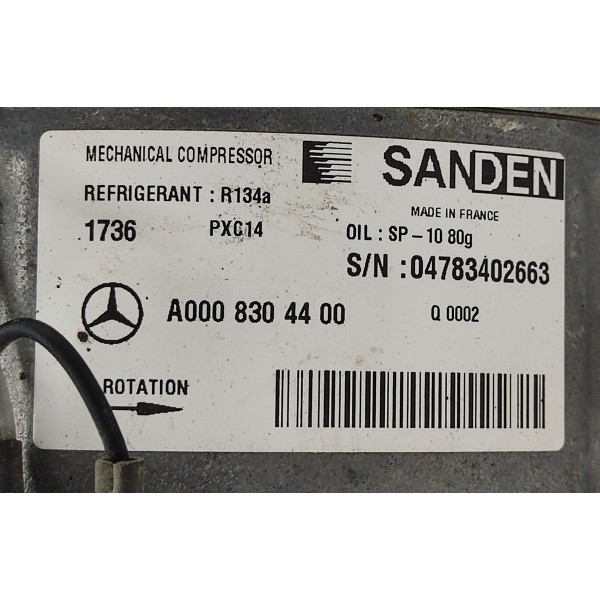 MECHANICAL COMPRESSOR
SANDEN
REFRIGERANT : R134a
MADE IN FRANCE
1736 PXC14
OIL : SP-10 80g
S/N : 04783402663
A000 830 44 00
Q 0002
ROTATION